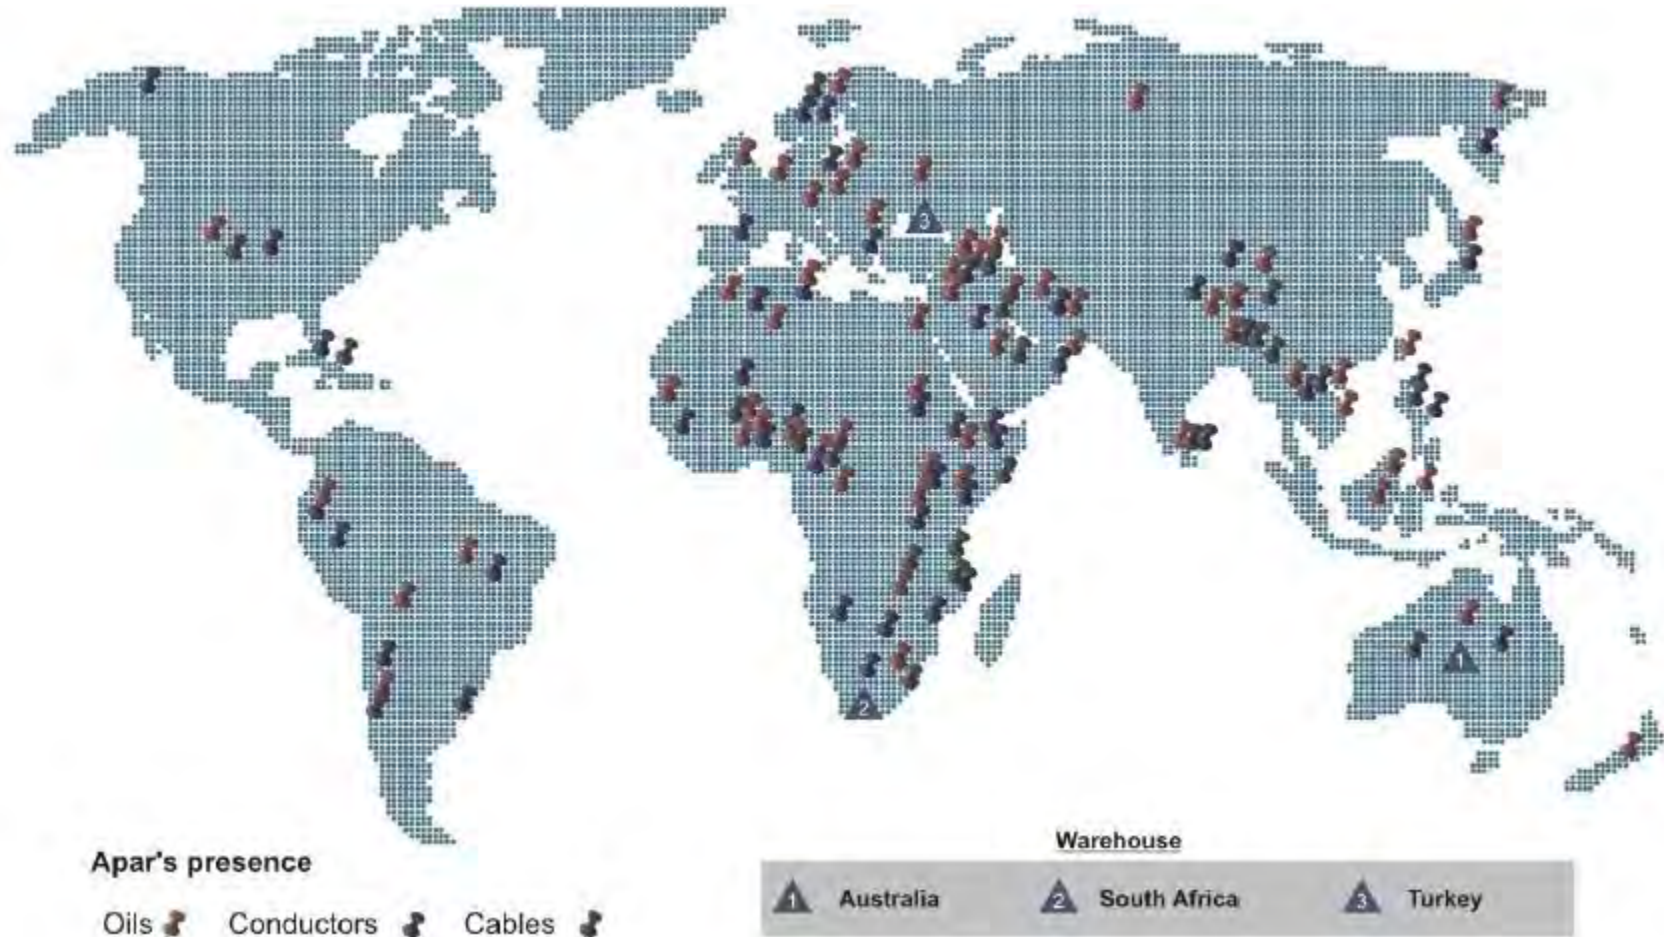 3
2
1
Warehouse
Apar's presence
1 Australia 2 South Africa 3 Turkey
Oils Conductors Cables